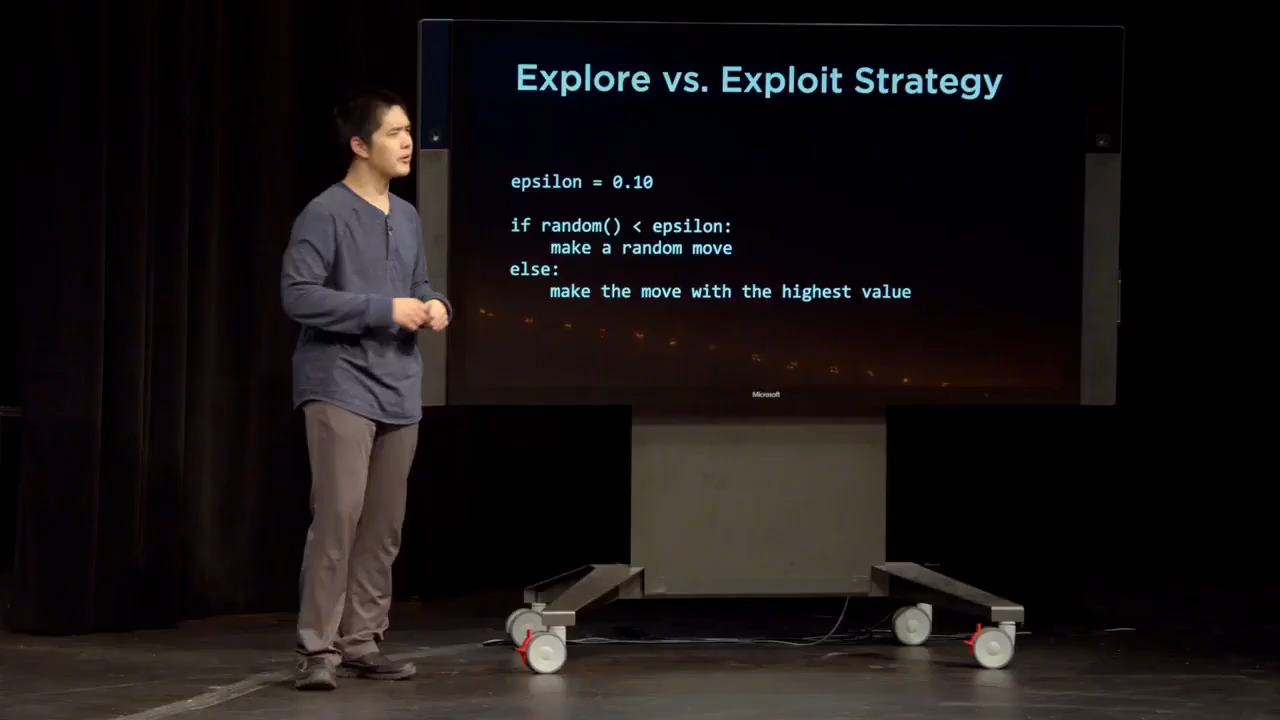 Explore vs. Exploit Strategy
epsilon = 0.10
if random() < epsilon:
    make a random move
else:
    make the move with the highest value
Microsoft